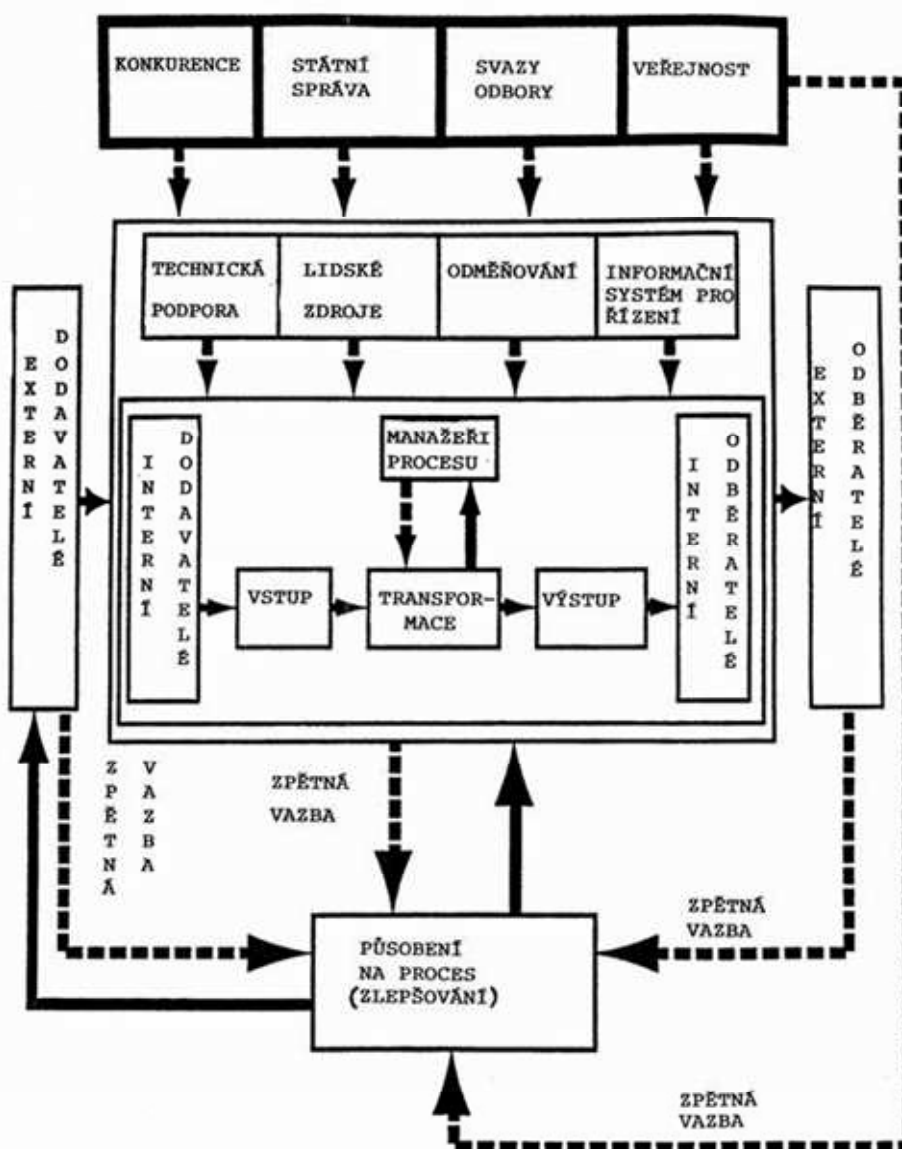 KONKURENCE
STÁTNÍ
SPRÁVA
SVAZY
ODBORY
VEŘEJNOST
TECHNICKÁ
PODPORA
LIDSKÉ
ZDROJE
ODMĚŇOVÁNÍ
INFORMAČNÍ
SYSTÉM PRO
ŘÍZENÍ
EXTERNÍ
DODAVATELÉ
INTERNÍ
DODAVATELÉ
MANAŽEŘI
PROCESU
VSTUP
TRANSFOR-
MACE
VÝSTUP
INTERNÍ
ODBĚRATELÉ
EXTERNÍ
ODBĚRATELÉ
ZPĚTNÁ
VAZBA
ZPĚTNÁ
VAZBA
ZPĚTNÁ
VAZBA
PŮSOBENÍ
NA PROCES
(ZLEPŠOVÁNÍ)
ZPĚTNÁ
VAZBA